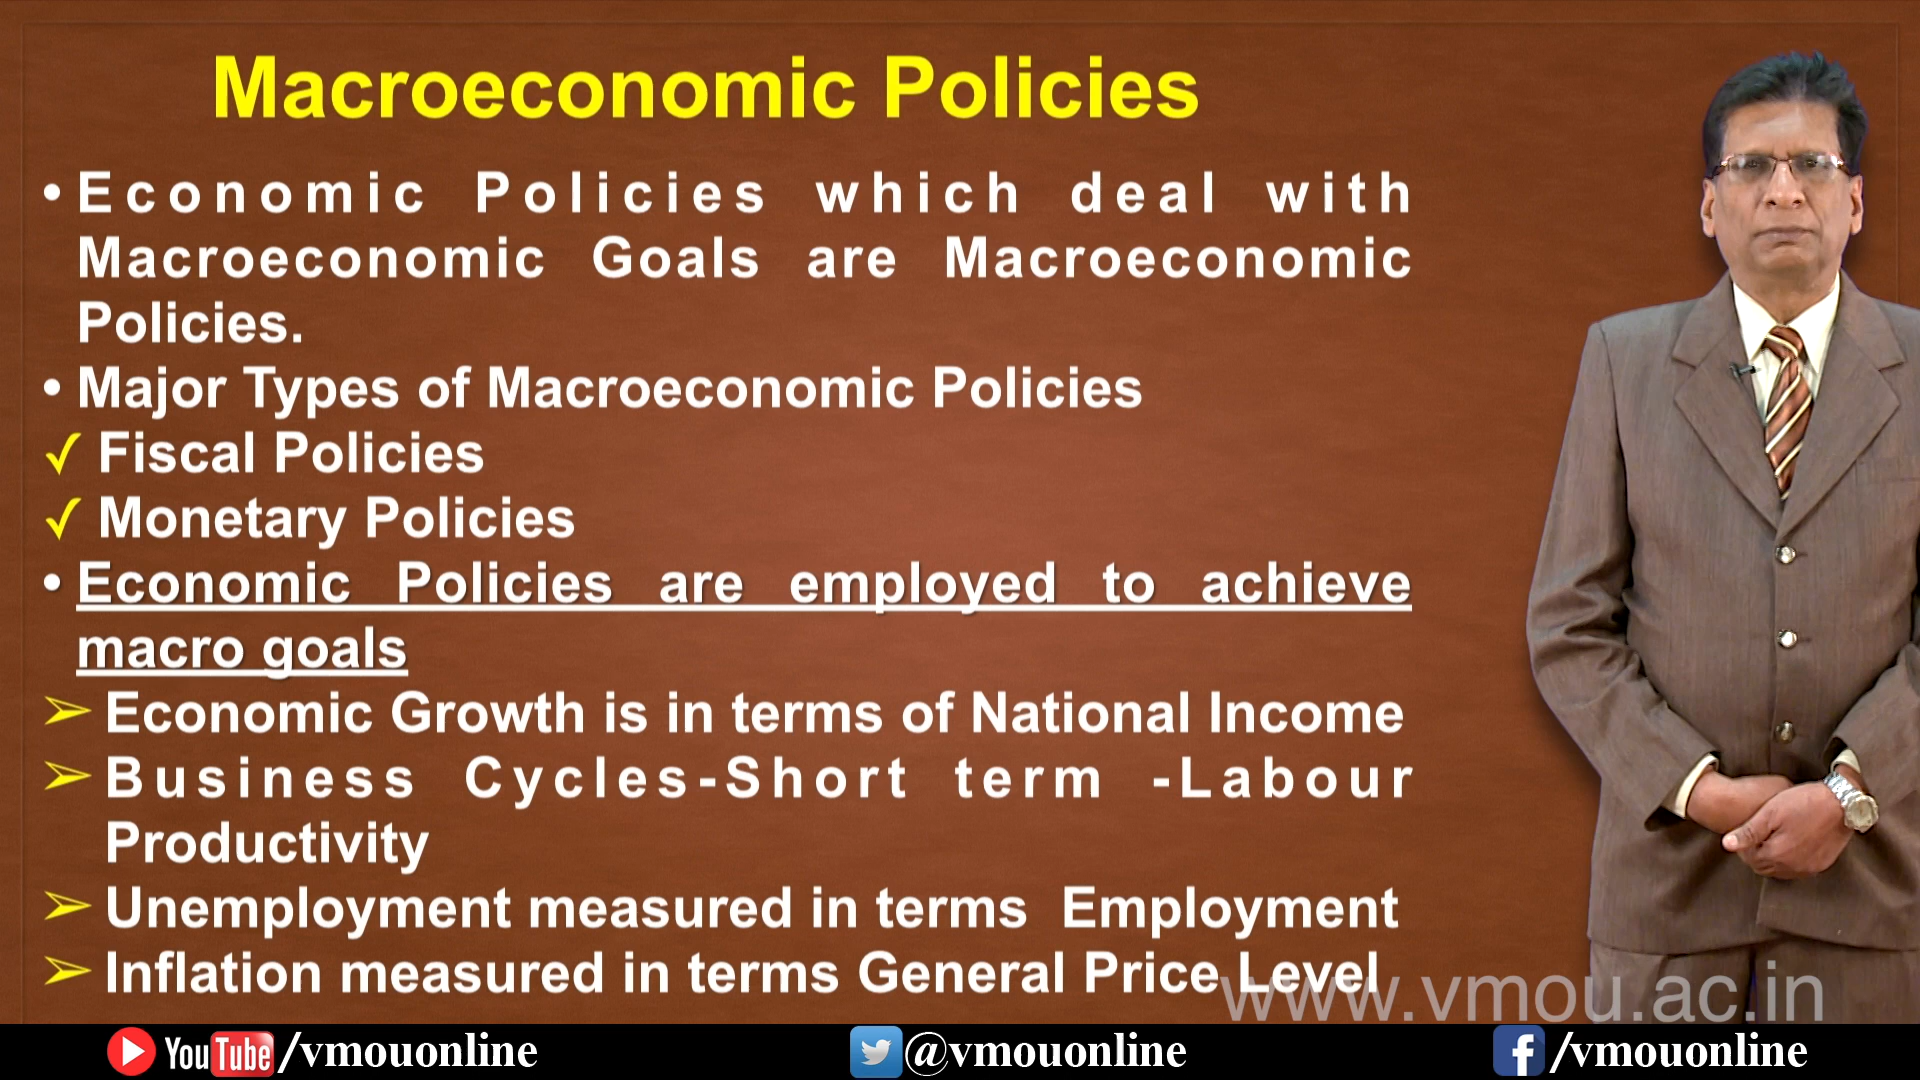 Macroeconomic Policies
• Economic Policies which deal with
Macroeconomic Goals are Macroeconomic
Policies.
• Major Types of Macroeconomic Policies
✓ Fiscal Policies
✓ Monetary Policies
• Economic Policies are employed to achieve
macro goals
➢ Economic Growth is in terms of National Income
➢ Business Cycles-Short term -Labour
Productivity
➢ Unemployment measured in terms Employment
➢ Inflation measured in terms General Price Level
www.vmou.ac.in
YouTube /vmouonline @vmouonline f /vmouonline